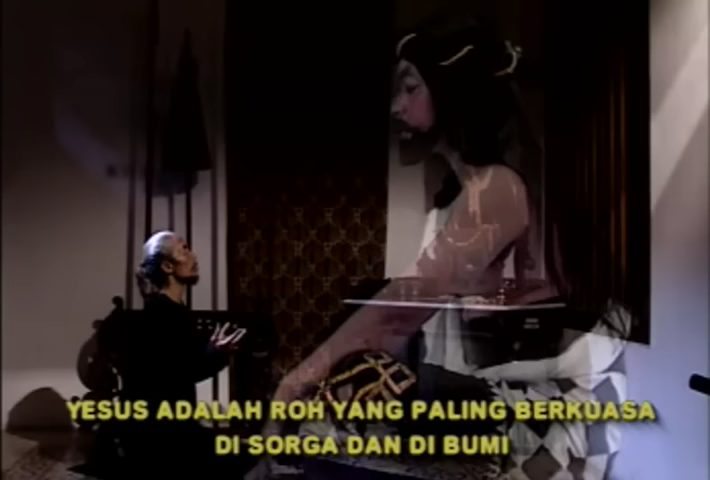 YESUS ADALAH ROH YANG PALING BERKUASA
DI SORGA DAN DI BUMI